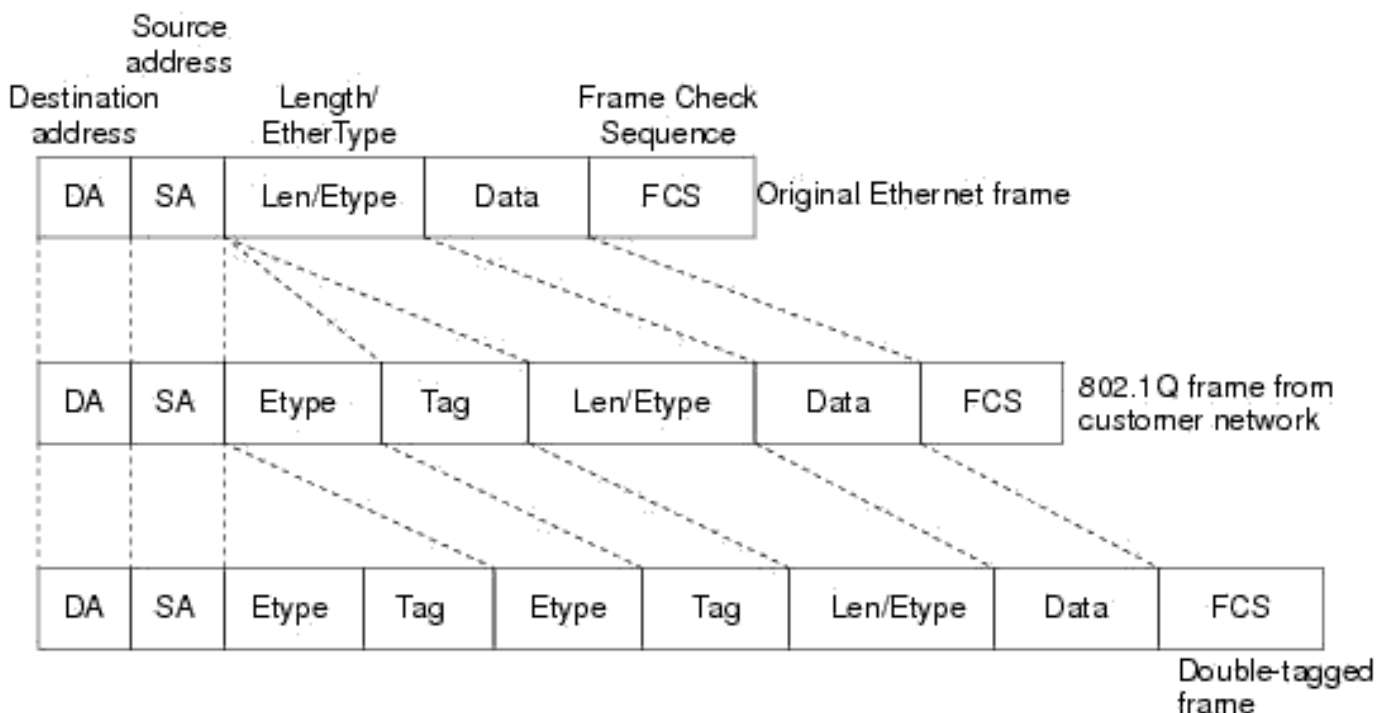 Source
address
Destination
address
Length/
EtherType
Frame Check
Sequence
DA SA Len/Etype Data FCS Original Ethernet frame
DA SA Etype Tag Len/Etype Data FCS
802.1Q frame from
customer network
DA SA Etype Tag Etype Tag Len/Etype Data FCS
Double-tagged
frame